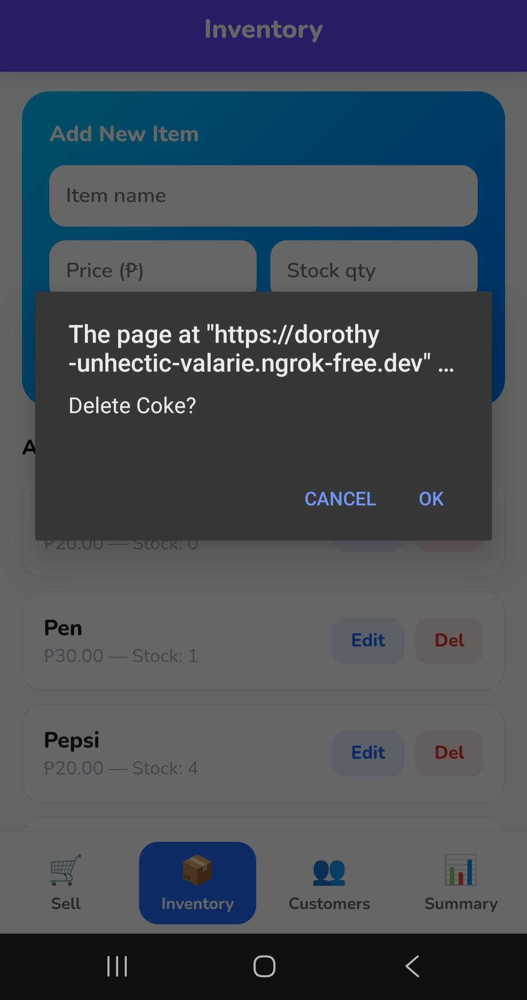 Inventory
Add New Item
Item name
Price (₱) Stock qty
The page at "https://dorothy
-unhectic-valarie.ngrok-free.dev" ...
Delete Coke?
CANCEL OK
₱20.00 — Stock: 0
Pen
₱30.00 — Stock: 1
Edit Del
Pepsi
₱20.00 — Stock: 4
Edit Del
Sell Inventory Customers Summary